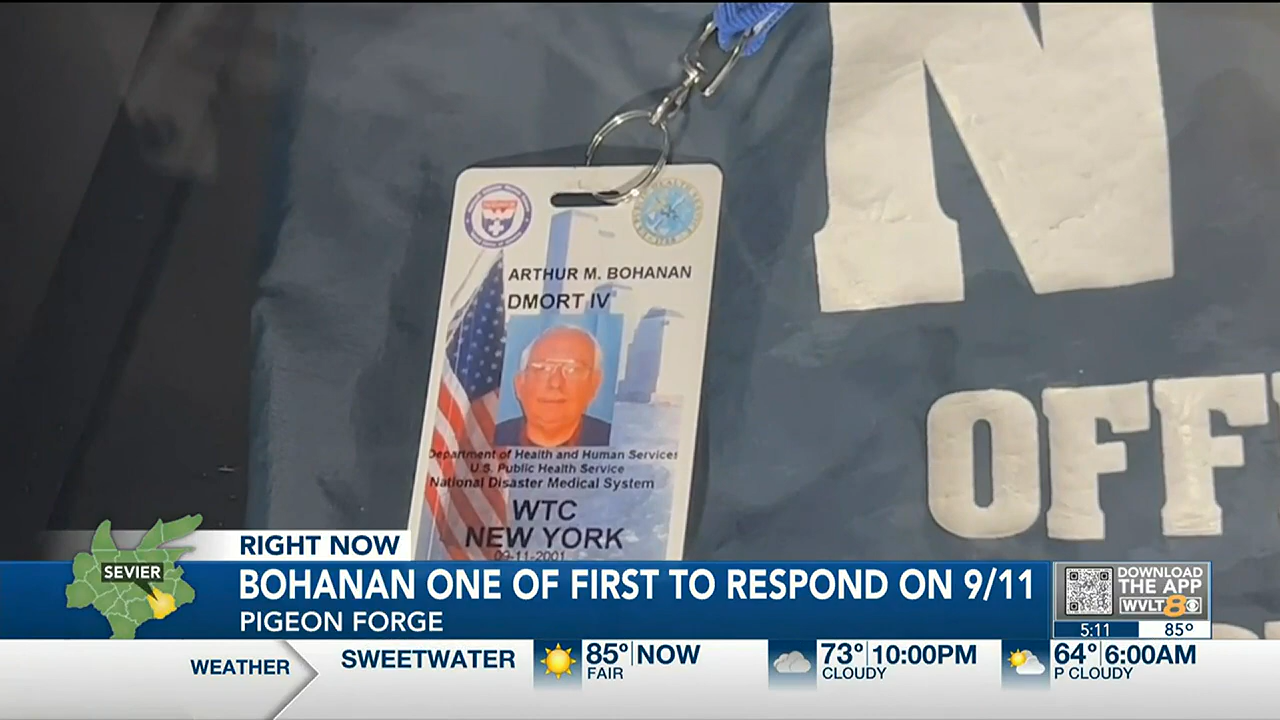 N
OFF
ARTHUR M. BOHANAN
DMORT IV
Department of Health and Human Services
U.S. Public Health Service
National Disaster Medical System
WTC
NEW YORK
09-11-2001
RIGHT NOW
SEVIER
BOHANAN ONE OF FIRST TO RESPOND ON 9/11
PIGEON FORGE
DOWNLOAD
THE APP
WVLT 8
5:11 85°
WEATHER
SWEETWATER
85° NOW
FAIR
73° 10:00PM
CLOUDY
64° 6:00AM
P CLOUDY